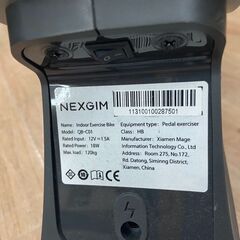 NEXGIM
113100100287501
Name: Indoor Exercise Bike
Model: QB-C01
Rated Input: 12V⎓1.5A
Rated Power: 18W
Max. load: 120kg
Equipment type: Pedal exerciser
Class: HB
Manufacturer: Xiamen Mage
Information Technology Co., Ltd
Address: Room 275, No.172,
Rd. Datong, Siming District,
Xiamen, China